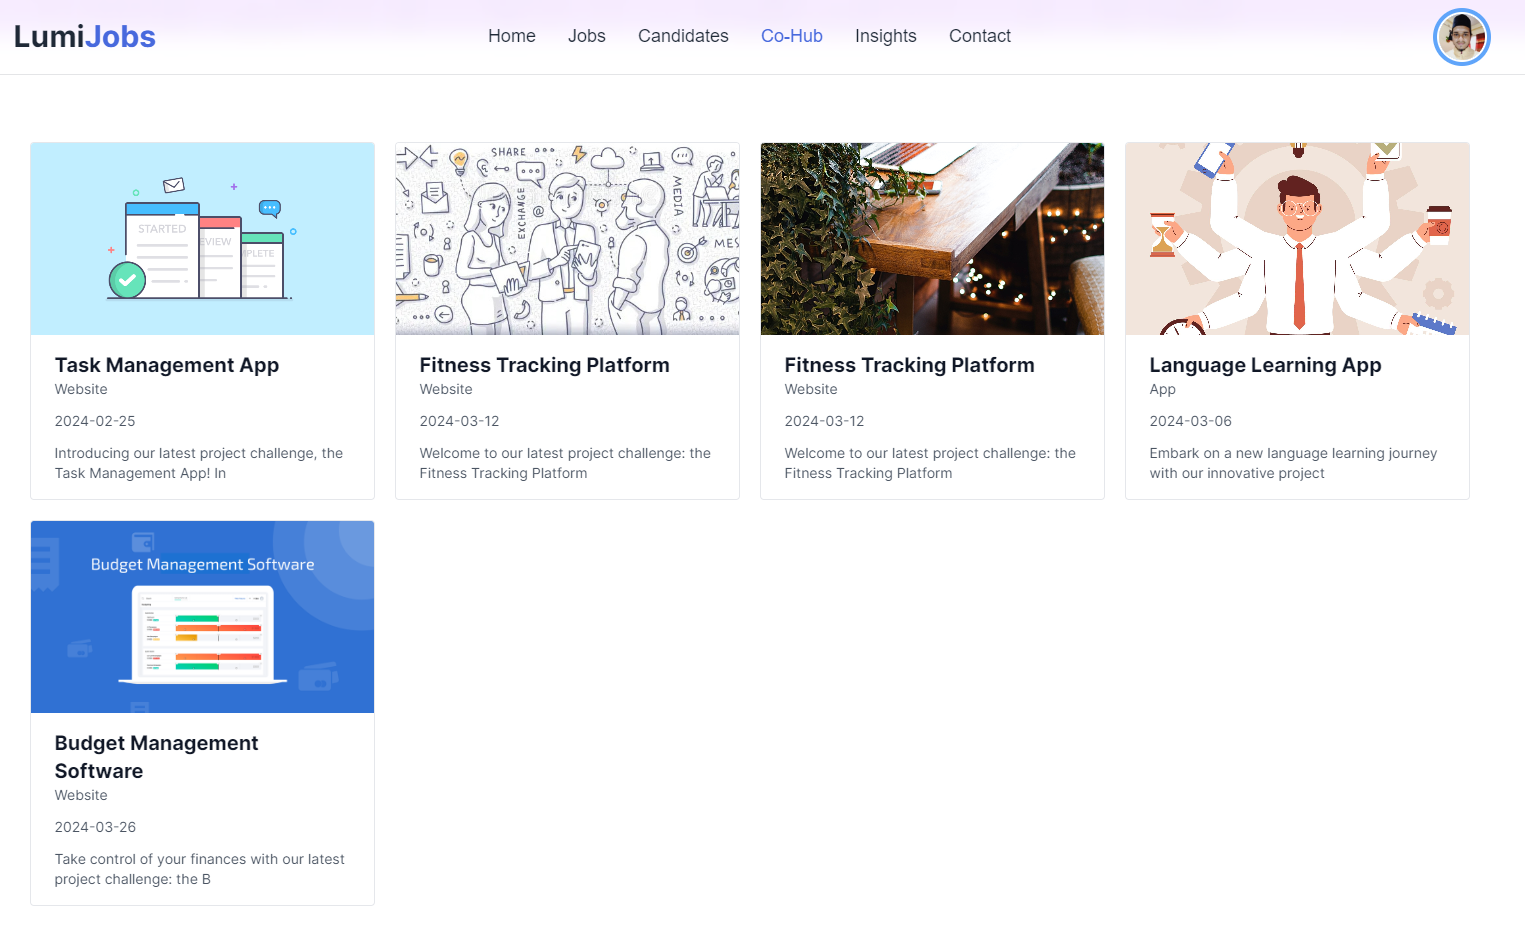 LumiJobs
Home Jobs Candidates Co-Hub Insights Contact
STARTED
EVIEW
MPLETE
SHARE
EXCHANGE
@
MEDIA
MES
Task Management App
Website
2024-02-25
Introducing our latest project challenge, the
Task Management App! In
Fitness Tracking Platform
Website
2024-03-12
Welcome to our latest project challenge: the
Fitness Tracking Platform
Fitness Tracking Platform
Website
2024-03-12
Welcome to our latest project challenge: the
Fitness Tracking Platform
Language Learning App
App
2024-03-06
Embark on a new language learning journey
with our innovative project
Budget Management Software
Budget Management
Software
Website
2024-03-26
Take control of your finances with our latest
project challenge: the B